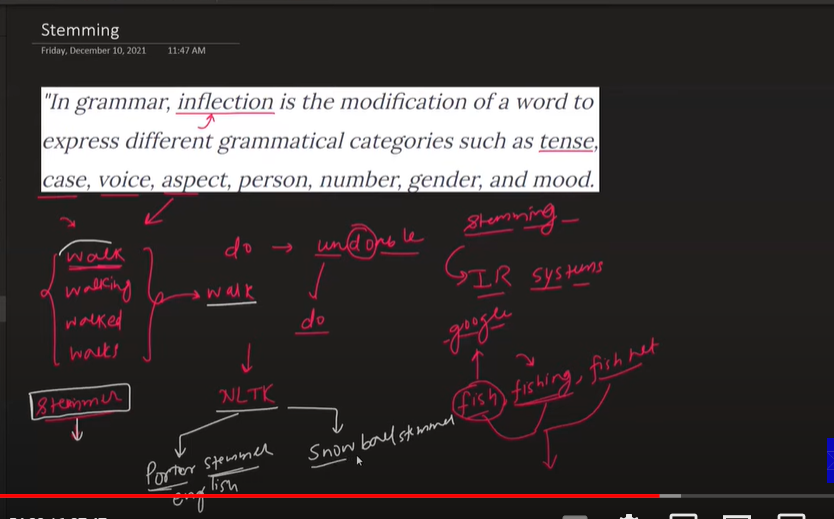 Stemming
Friday, December 10, 2021 11:47 AM
"In grammar, inflection is the modification of a word to
express different grammatical categories such as tense,
case, voice, aspect, person, number, gender, and mood.
walk
walking
walked
walks
walk
do → undonable
do
Stemming
IR systems
google
fish, fishing, fishnet
Stemmer
NLTK
Porter stemmer
english
Snowball stemmer